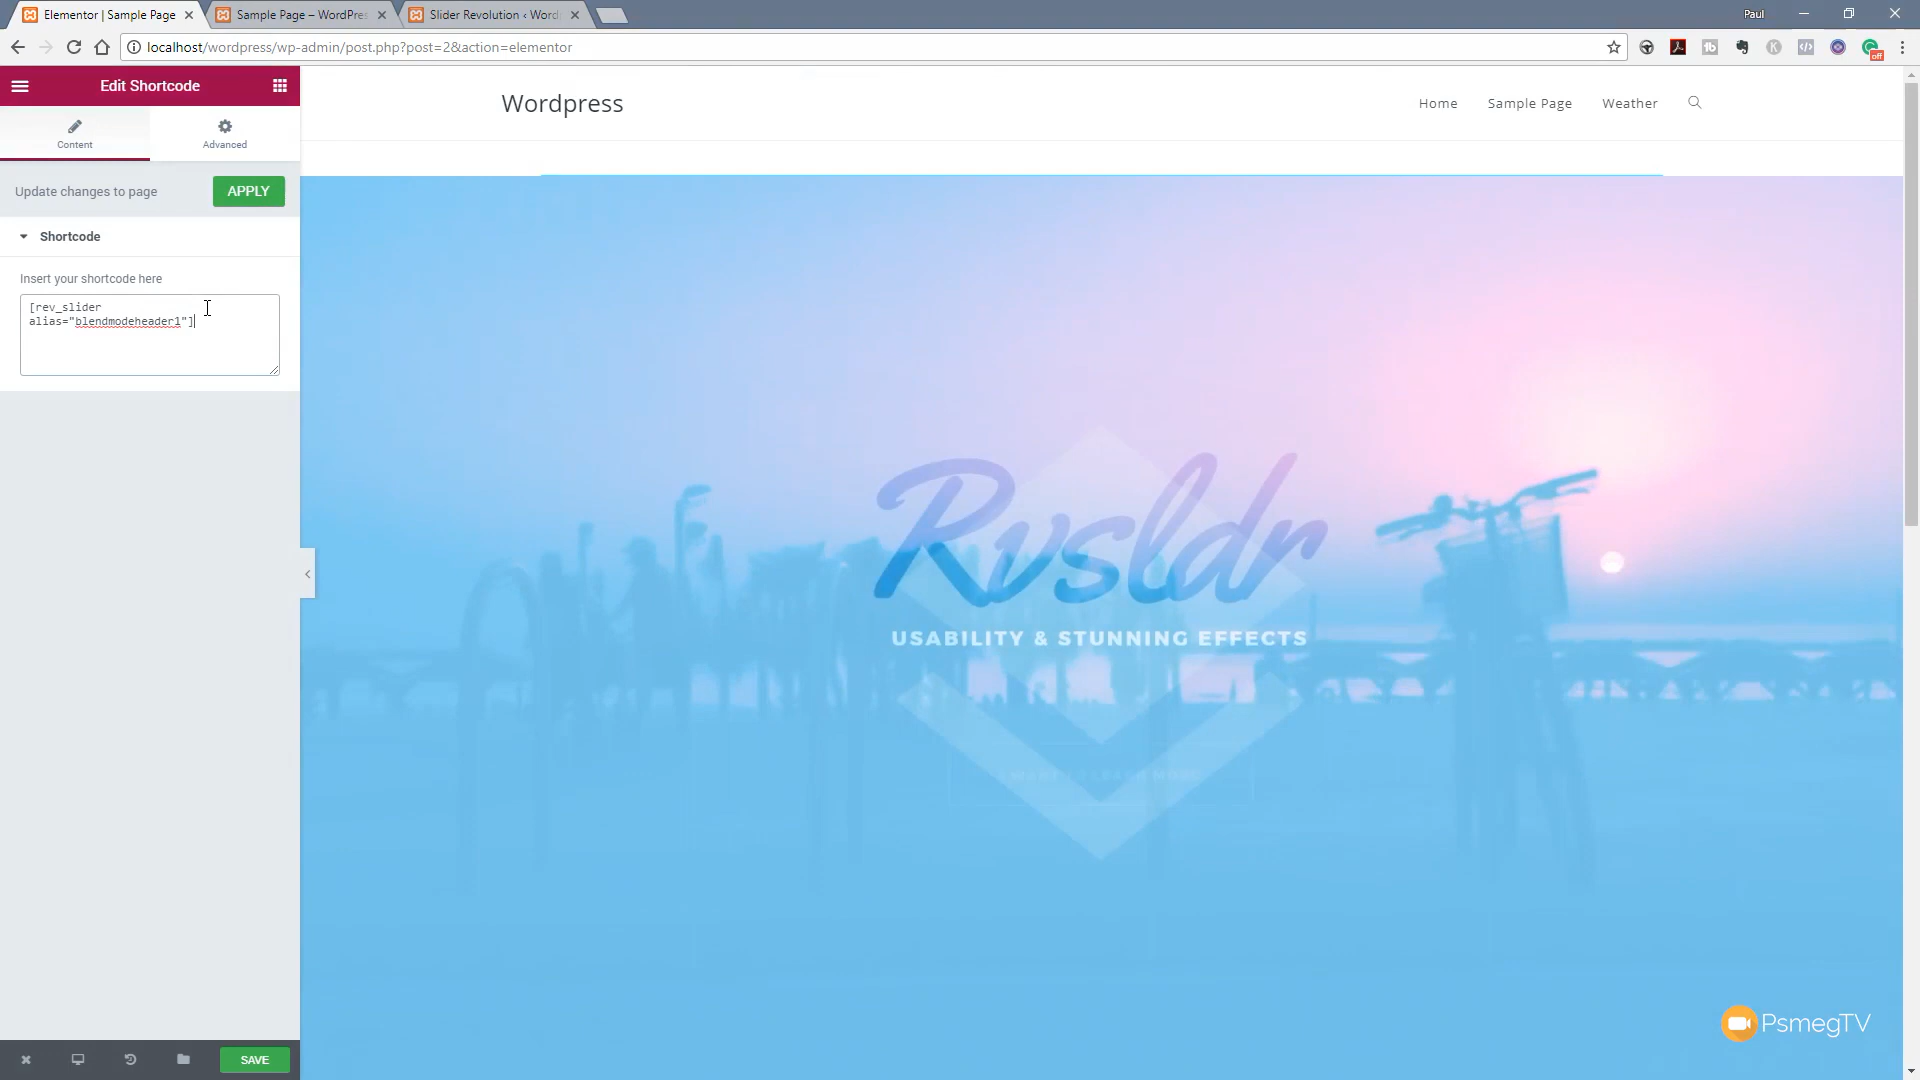 Elementor | Sample Page
Sample Page – WordPres
Slider Revolution ‹ Word
Paul
localhost/wordpress/wp-admin/post.php?post=2&action=elementor
off
Edit Shortcode
Content
Advanced
Update changes to page
APPLY
Shortcode
Insert your shortcode here
[rev_slider
alias="blendmodeheader1"]
Wordpress
Home
Sample Page
Weather
Rvsldr
USABILITY & STUNNING EFFECTS
PsmegTV
SAVE